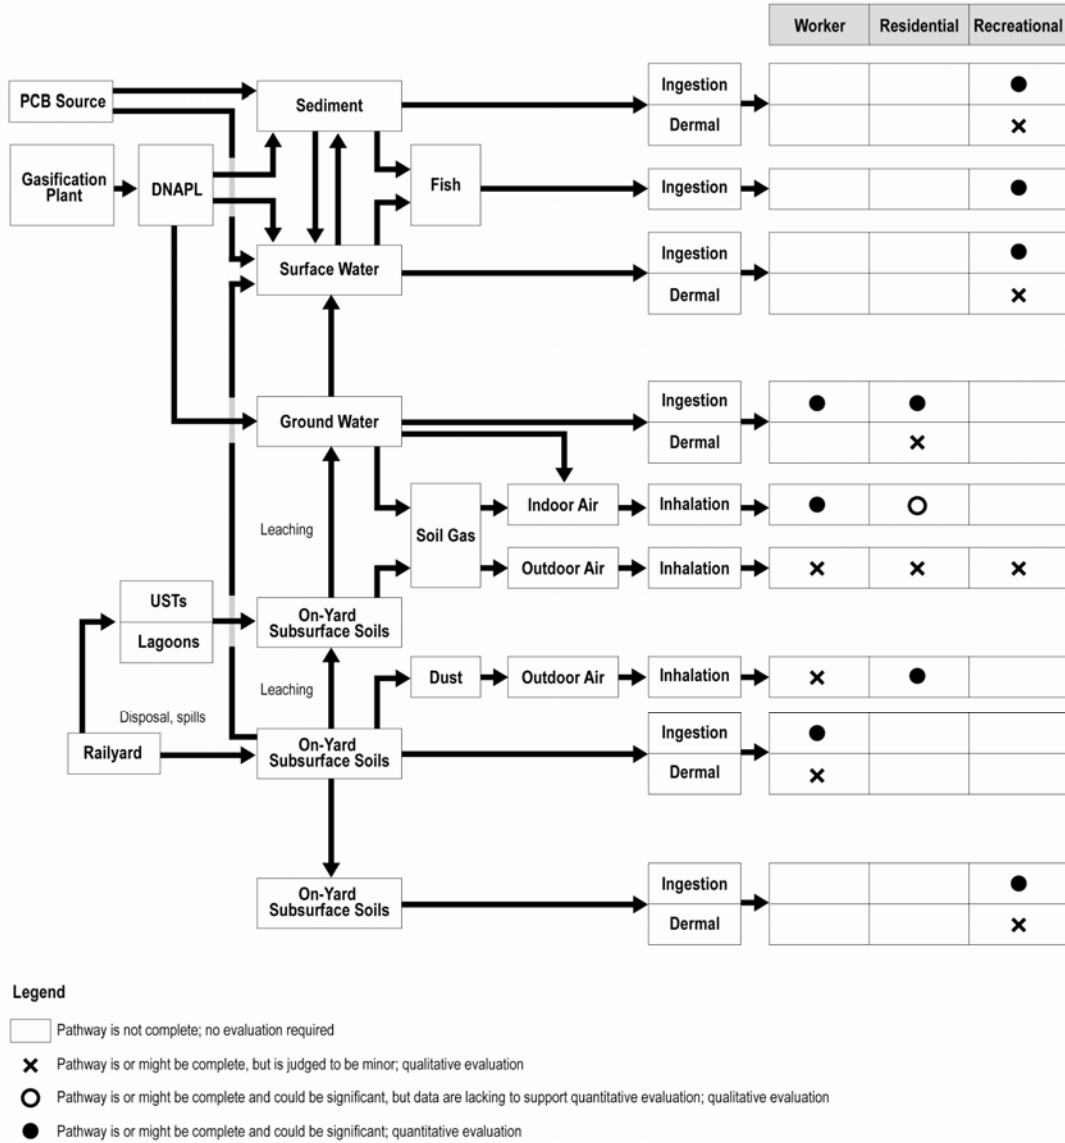 Worker Residential Recreational
PCB Source
Sediment
Ingestion
Dermal
Gasification
Plant
DNAPL
Fish
Ingestion
Surface Water
Ingestion
Dermal
Ground Water
Ingestion
Dermal
Leaching
Soil Gas
Indoor Air
Inhalation
Outdoor Air
Inhalation
USTs
Lagoons
On-Yard
Subsurface Soils
Leaching
Dust
Outdoor Air
Inhalation
Disposal, spills
Railyard
On-Yard
Subsurface Soils
Ingestion
Dermal
On-Yard
Subsurface Soils
Ingestion
Dermal
Legend
Pathway is not complete; no evaluation required
Pathway is or might be complete, but is judged to be minor; qualitative evaluation
Pathway is or might be complete and could be significant, but data are lacking to support quantitative evaluation; qualitative evaluation
Pathway is or might be complete and could be significant; quantitative evaluation